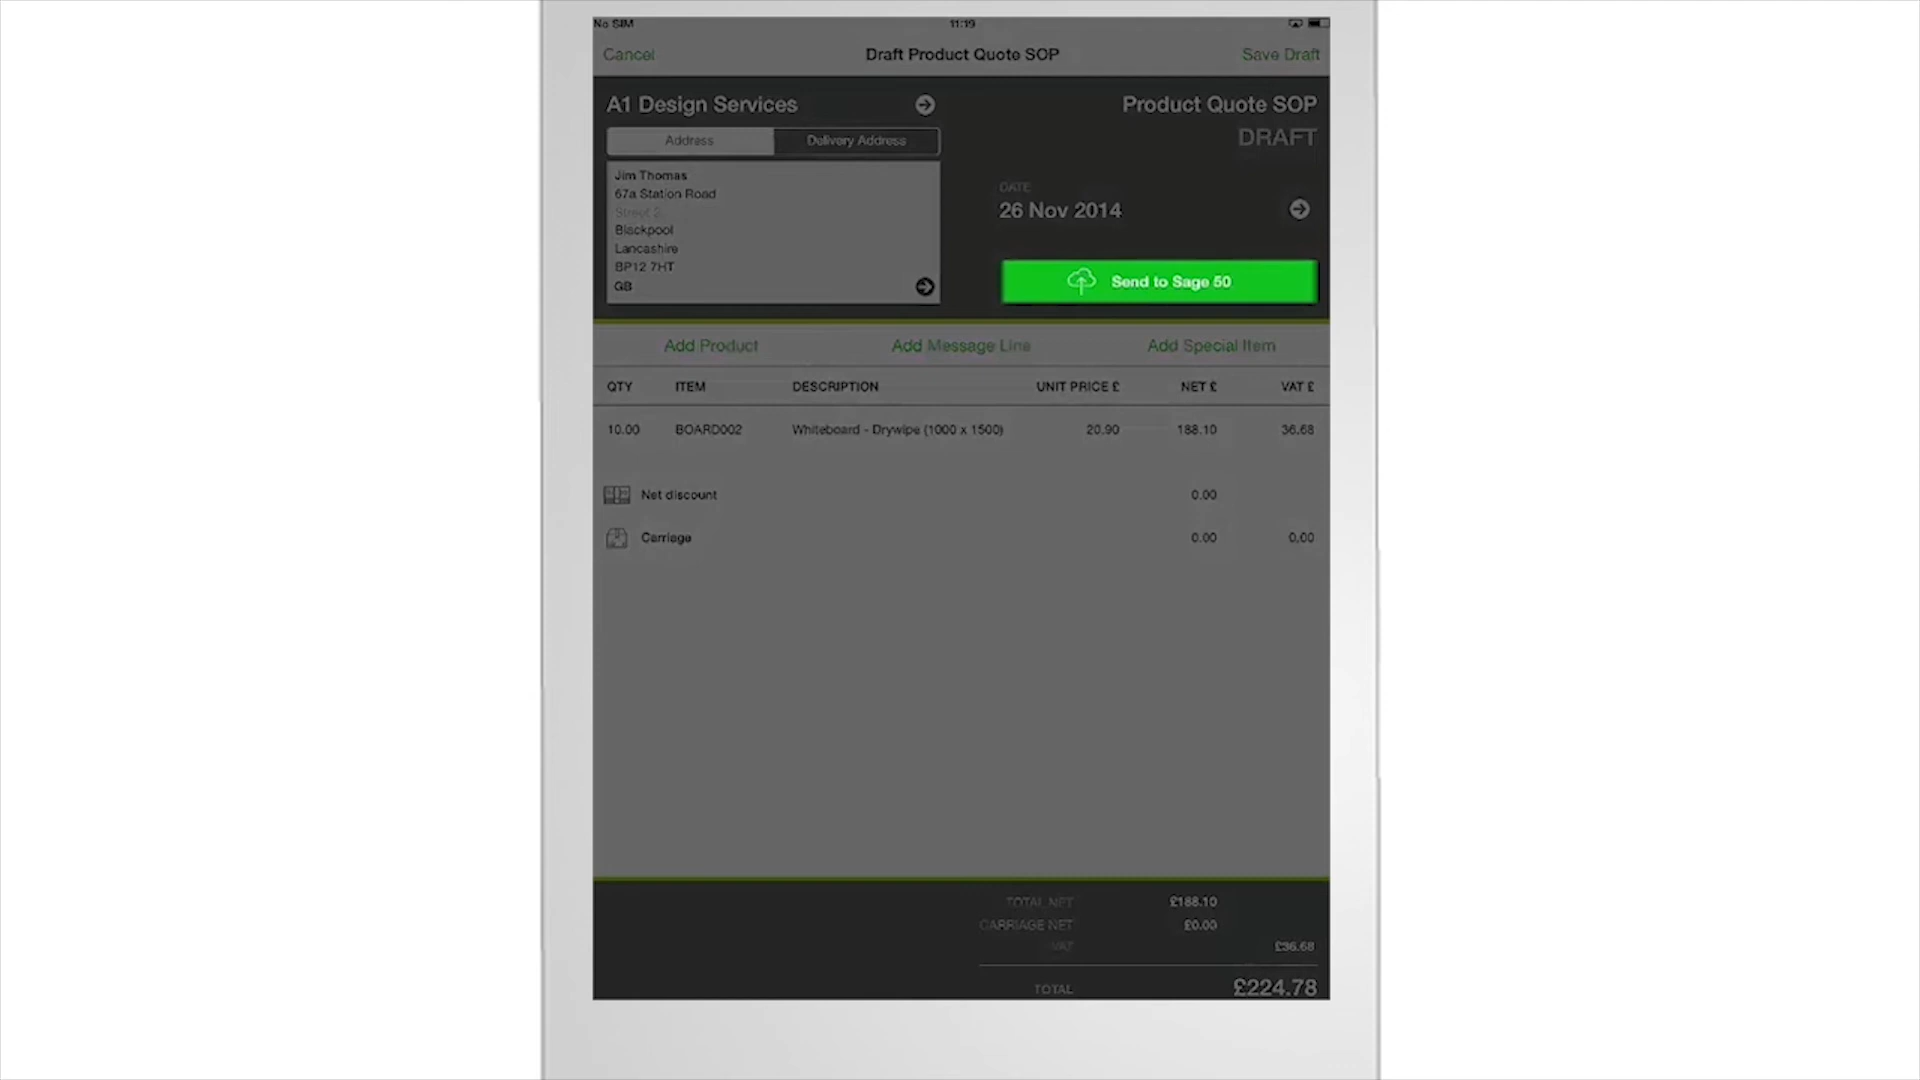 No SIM 11:19
Cancel Draft Product Quote SOP Save Draft
A1 Design Services Product Quote SOP
Address Delivery Address DRAFT
Jim Thomas
67a Station Road
Street 2
Blackpool
Lancashire
BP12 7HT
GB
DATE
26 Nov 2014
Send to Sage 50
Add Product Add Message Line Add Special Item
QTY ITEM DESCRIPTION UNIT PRICE £ NET £ VAT £
10.00 BOARD002 Whiteboard - Drywipe (1000 x 1500) 20.90 188.10 36.68
Net discount 0.00
Carriage 0.00 0.00
TOTAL NET £188.10
CARRIAGE NET £0.00
VAT £36.68
TOTAL £224.78